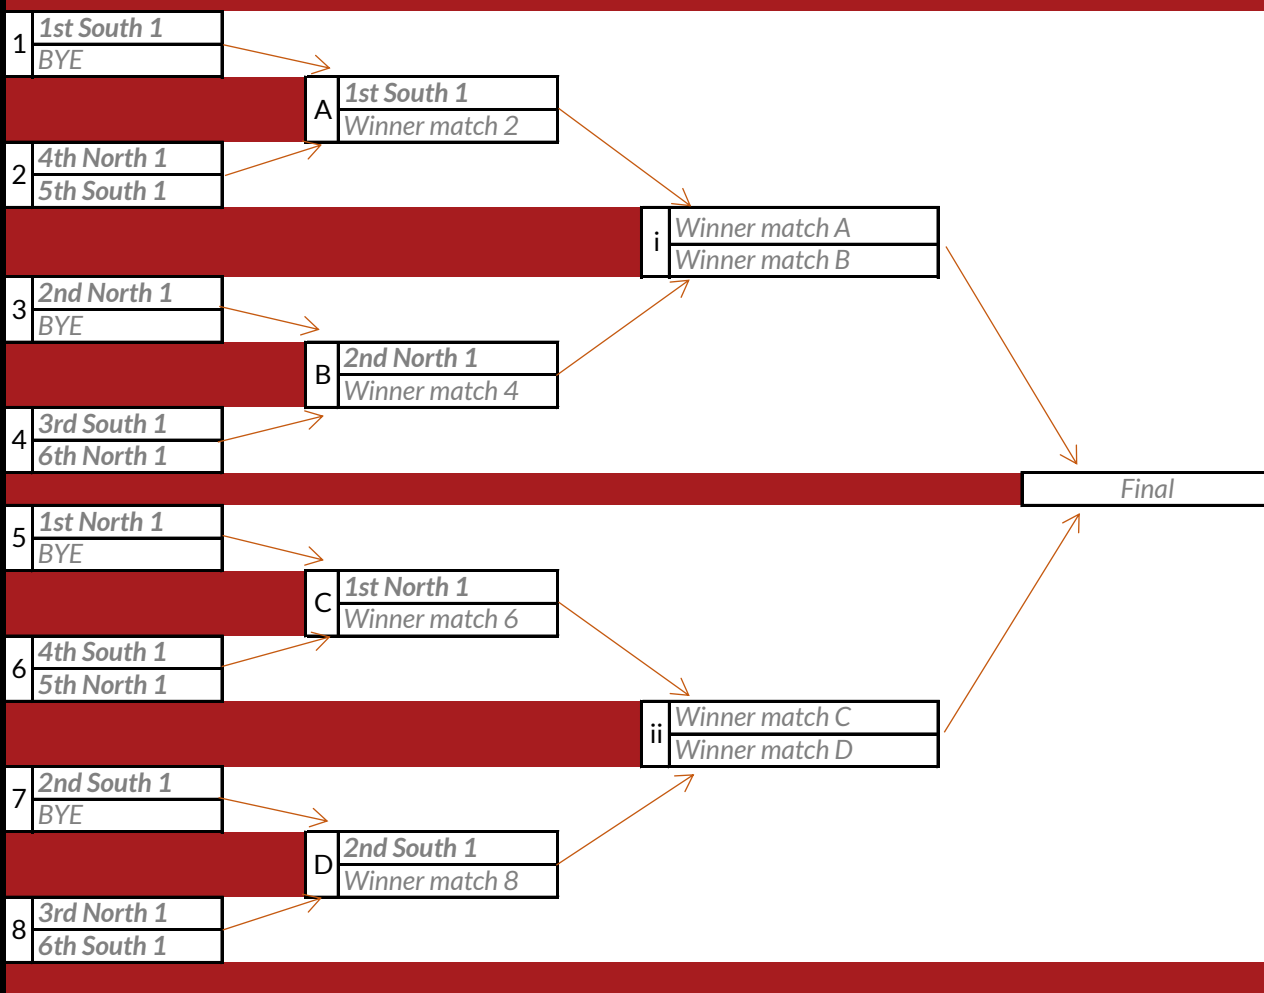 1
1st South 1
BYE
A
1st South 1
Winner match 2
2
4th North 1
5th South 1
i
Winner match A
Winner match B
3
2nd North 1
BYE
B
2nd North 1
Winner match 4
4
3rd South 1
6th North 1
Final
5
1st North 1
BYE
C
1st North 1
Winner match 6
6
4th South 1
5th North 1
ii
Winner match C
Winner match D
7
2nd South 1
BYE
D
2nd South 1
Winner match 8
8
3rd North 1
6th South 1